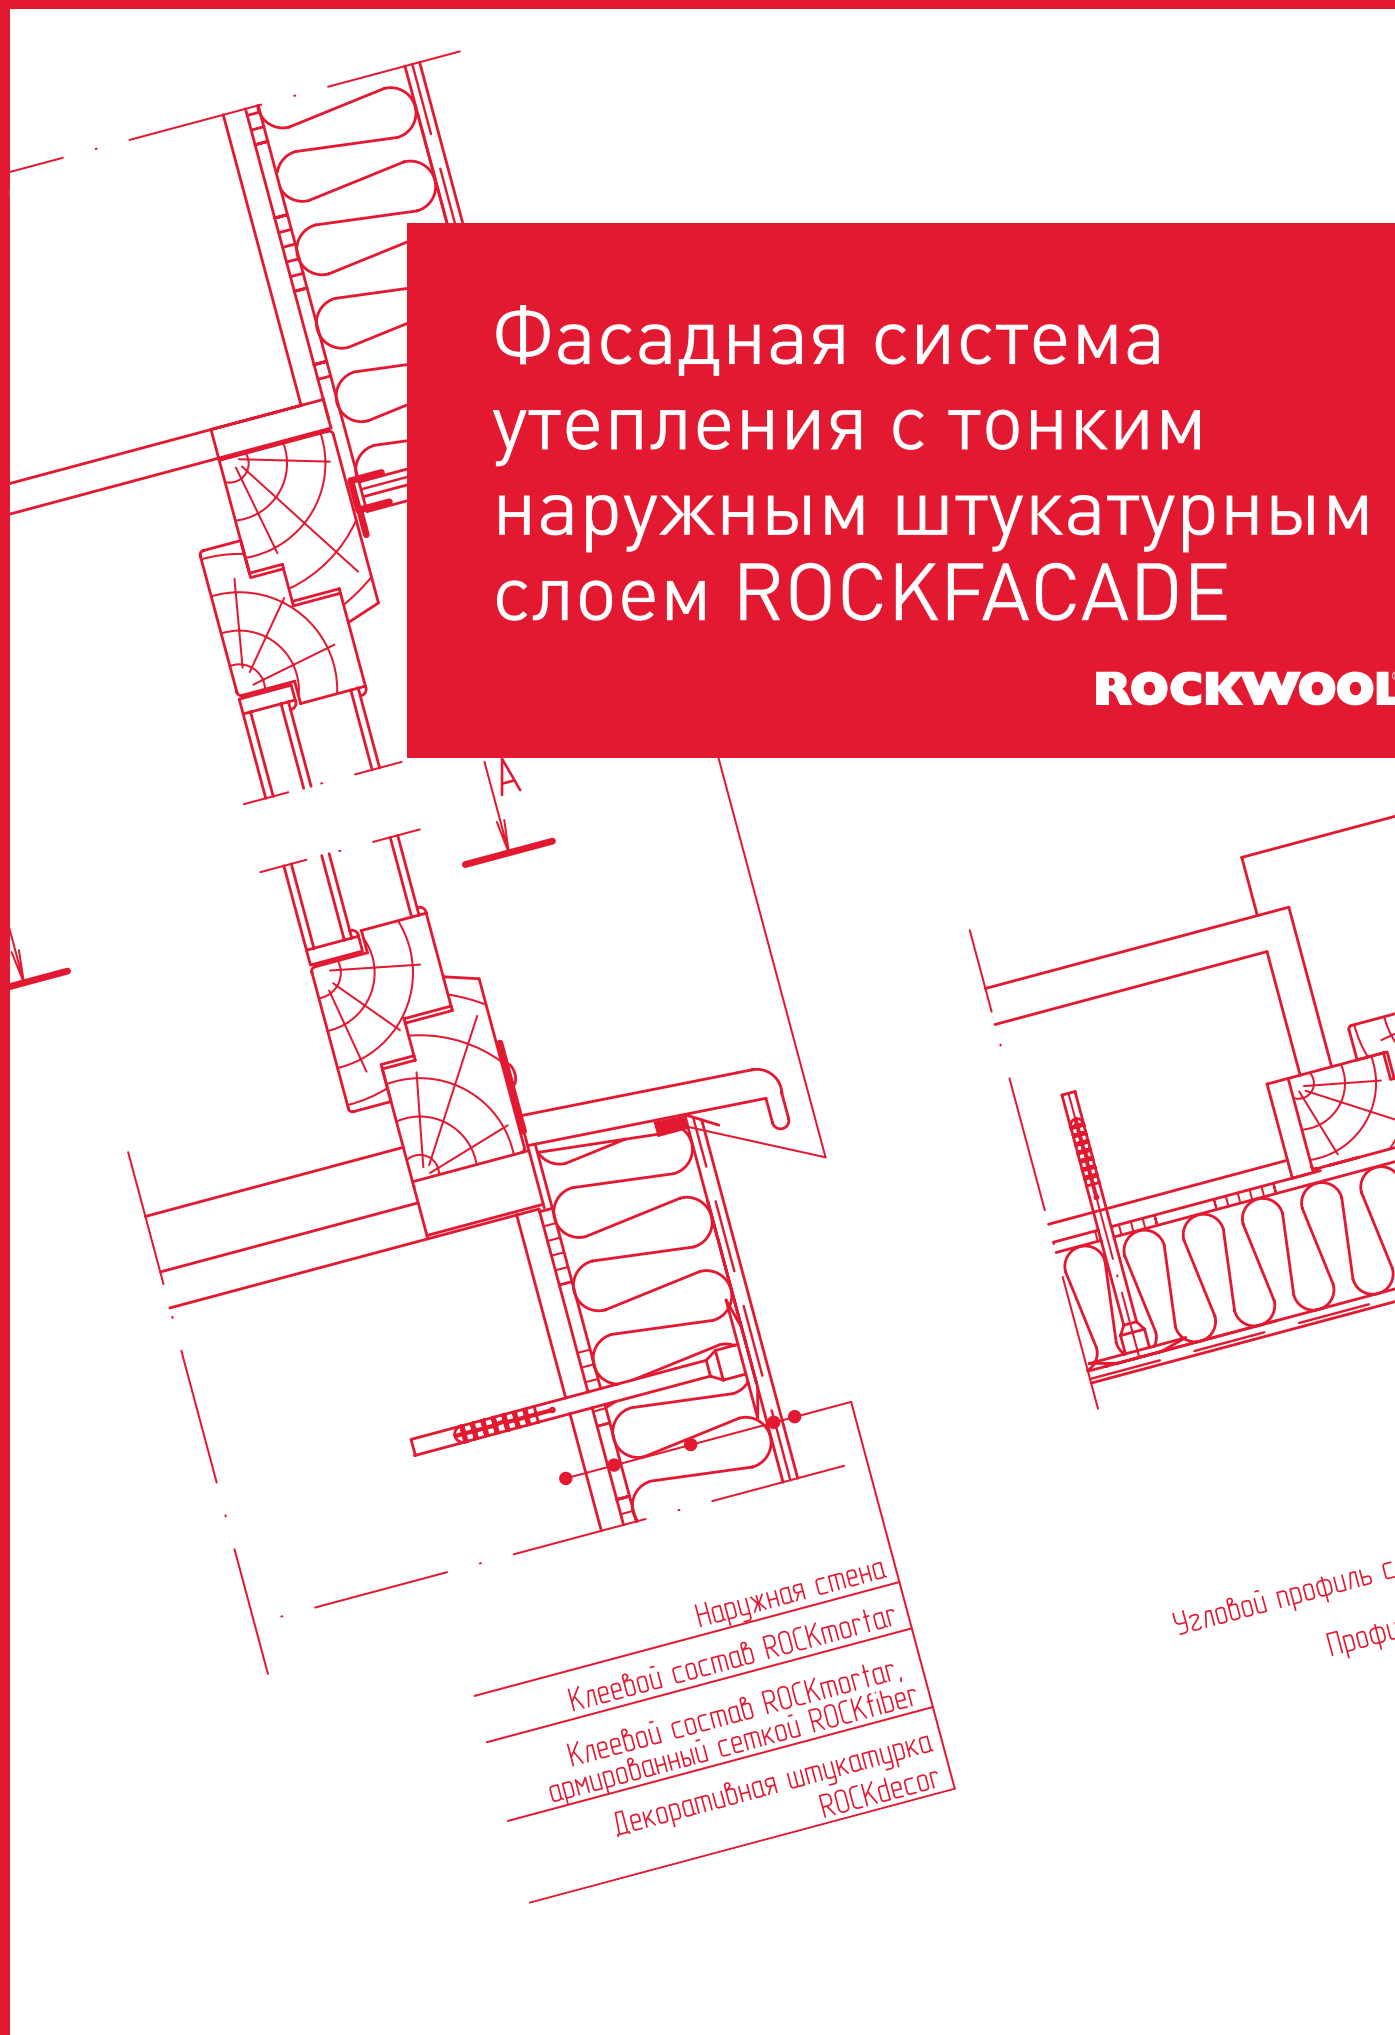 Фасадная система
утепления с тонким
наружным штукатурным
слоем ROCKFACADE
ROCKWOOL
A
Наружная стена
Клеевой состав ROCKmortar
Клеевой состав ROCKmortar,
армированный сеткой ROCKfiber
Декоративная штукатурка
ROCKdecor
Угловой профиль с